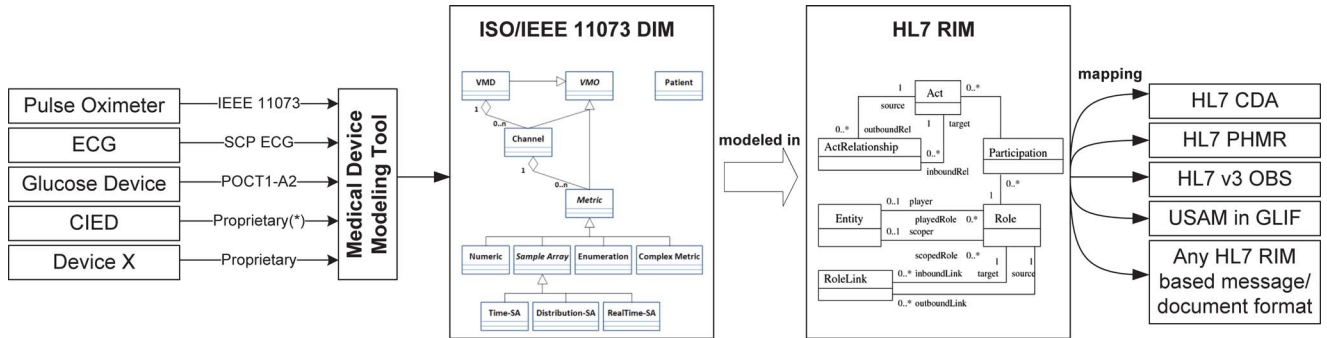 Pulse Oximeter
ECG
Glucose Device
CIED
Device X
IEEE 11073
SCP ECG
POCT1-A2
Proprietary(*)
Proprietary
Medical Device
Modeling Tool
ISO/IEEE 11073 DIM
VMD
VMO
Patient
1
0..n
Channel
1
0..n
Metric
Numeric
Sample Array
Enumeration
Complex Metric
Time-SA
Distribution-SA
RealTime-SA
modeled in
HL7 RIM
1
Act
0..*
source
1
target
0..*
outboundRel
ActRelationship
0..*
inboundRel
Participation
0..*
1
Entity
0..1 player
playedRole 0..*
0..1 scoper
Role
scopedRole 0..*
1
1
RoleLink
0..* inboundLink
target
source
0..* outboundLink
mapping
HL7 CDA
HL7 PHMR
HL7 v3 OBS
USAM in GLIF
Any HL7 RIM
based message/
document format